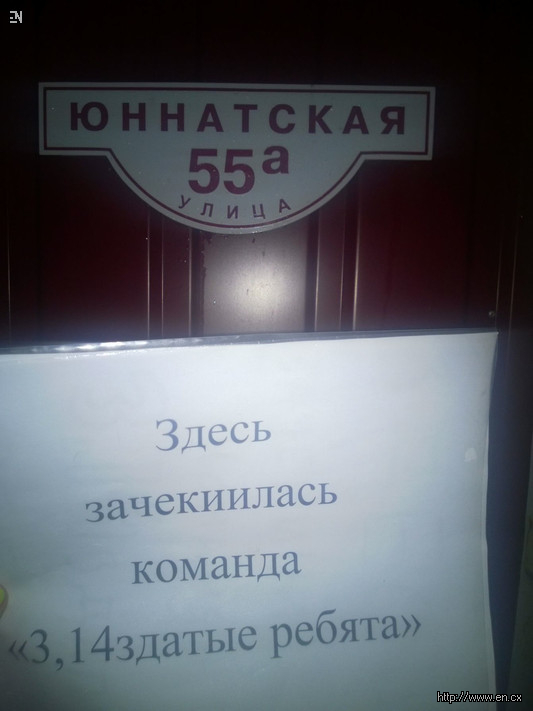 EN
ЮННАТСКАЯ
55а
УЛИЦА
Здесь
зачекиилась
команда
«3,14здатые ребята»
http://www.en.cx